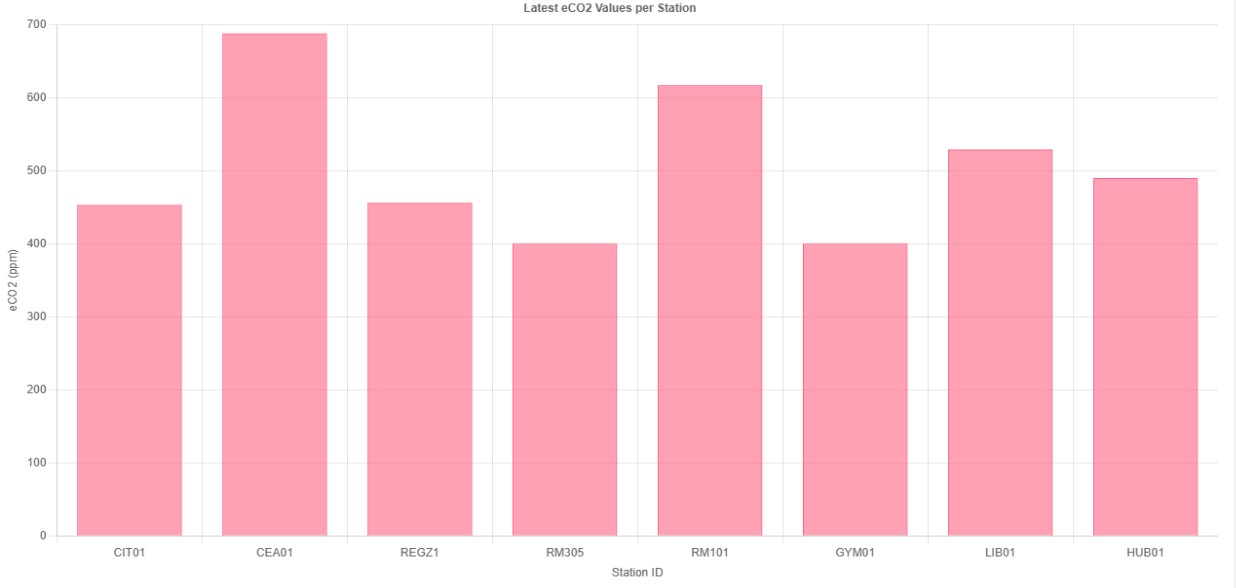 Latest eCO2 Values per Station
700
600
500
400
300
200
100
0
eCO2 (ppm)
CIT01
CEA01
REGZ1
RM305
RM101
GYM01
LIB01
HUB01
Station ID